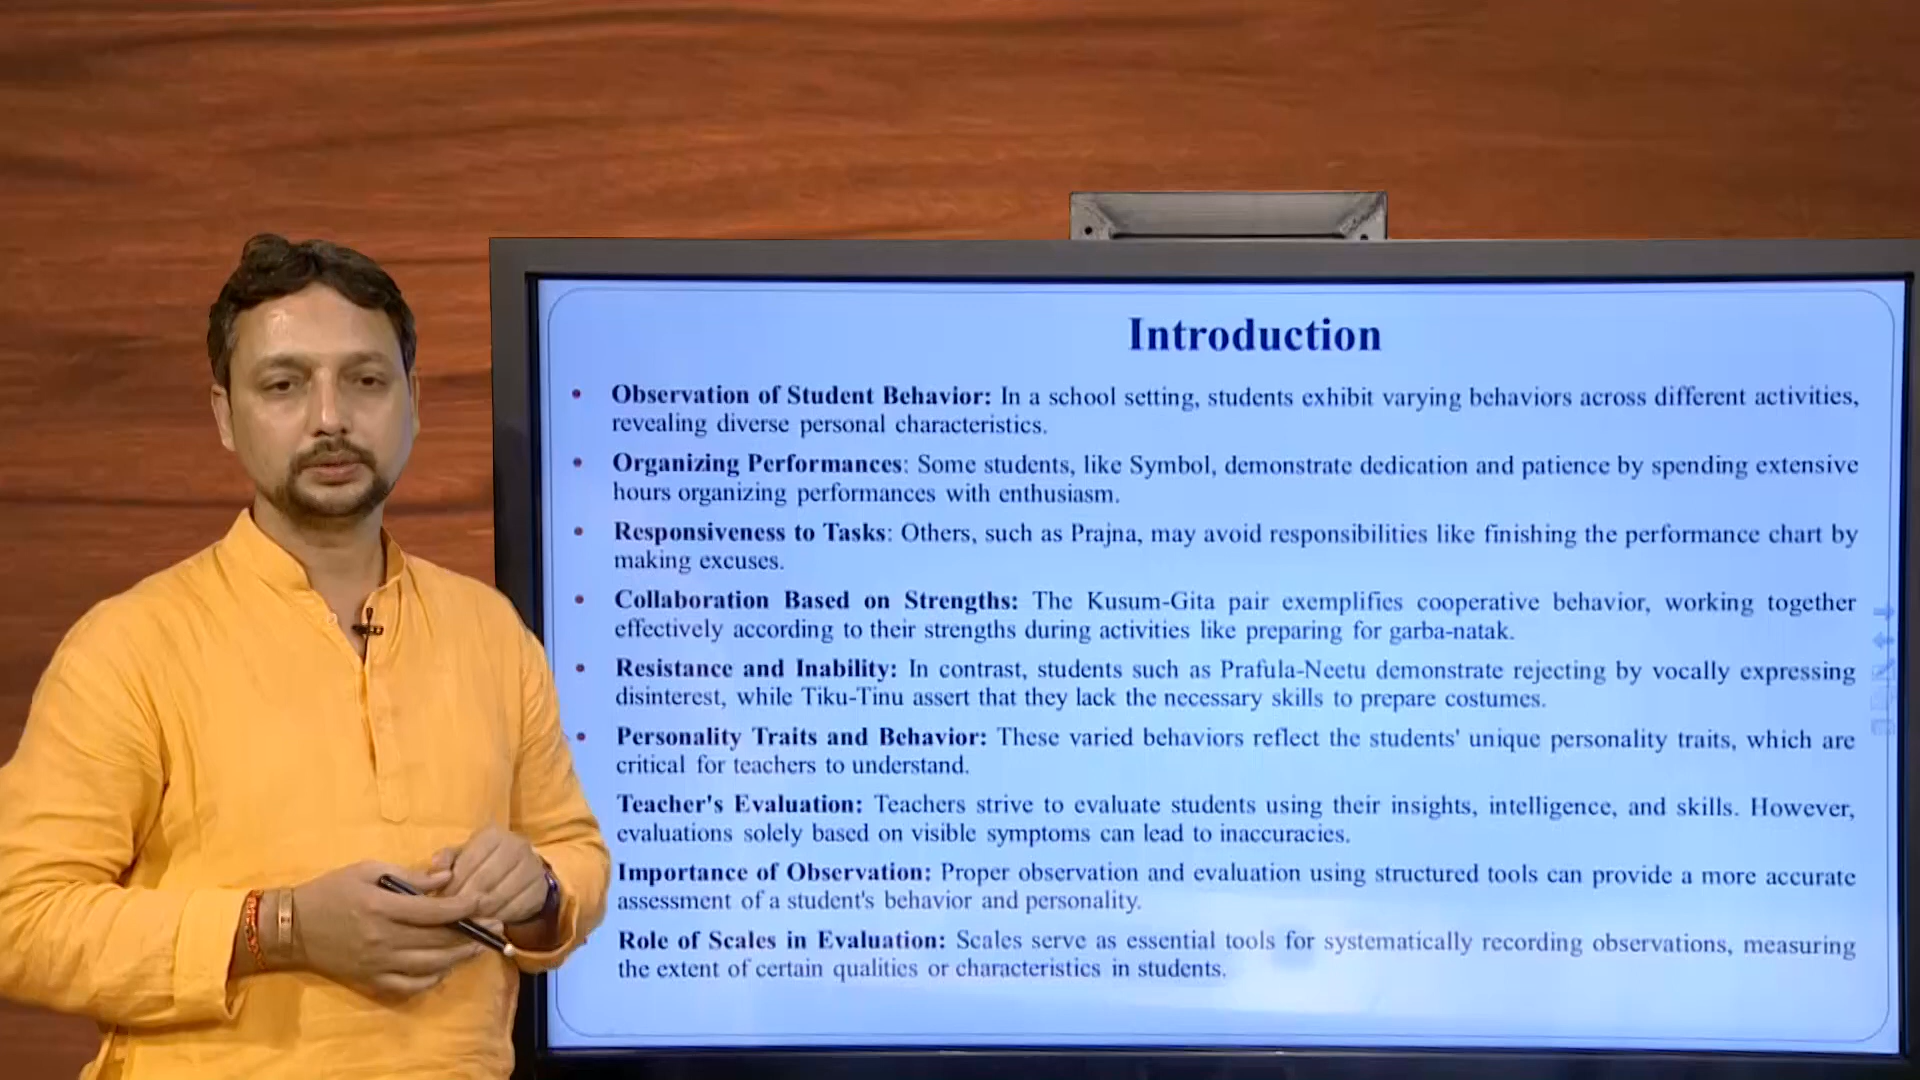 Introduction
• Observation of Student Behavior: In a school setting, students exhibit varying behaviors across different activities,
revealing diverse personal characteristics.
• Organizing Performances: Some students, like Symbol, demonstrate dedication and patience by spending extensive
hours organizing performances with enthusiasm.
• Responsiveness to Tasks: Others, such as Prajna, may avoid responsibilities like finishing the performance chart by
making excuses.
• Collaboration Based on Strengths: The Kusum-Gita pair exemplifies cooperative behavior, working together
effectively according to their strengths during activities like preparing for garba-natak.
• Resistance and Inability: In contrast, students such as Prafula-Neetu demonstrate rejecting by vocally expressing
disinterest, while Tiku-Tinu assert that they lack the necessary skills to prepare costumes.
• Personality Traits and Behavior: These varied behaviors reflect the students' unique personality traits, which are
critical for teachers to understand.
Teacher's Evaluation: Teachers strive to evaluate students using their insights, intelligence, and skills. However,
evaluations solely based on visible symptoms can lead to inaccuracies.
Importance of Observation: Proper observation and evaluation using structured tools can provide a more accurate
assessment of a student's behavior and personality.
Role of Scales in Evaluation: Scales serve as essential tools for systematically recording observations, measuring
the extent of certain qualities or characteristics in students.